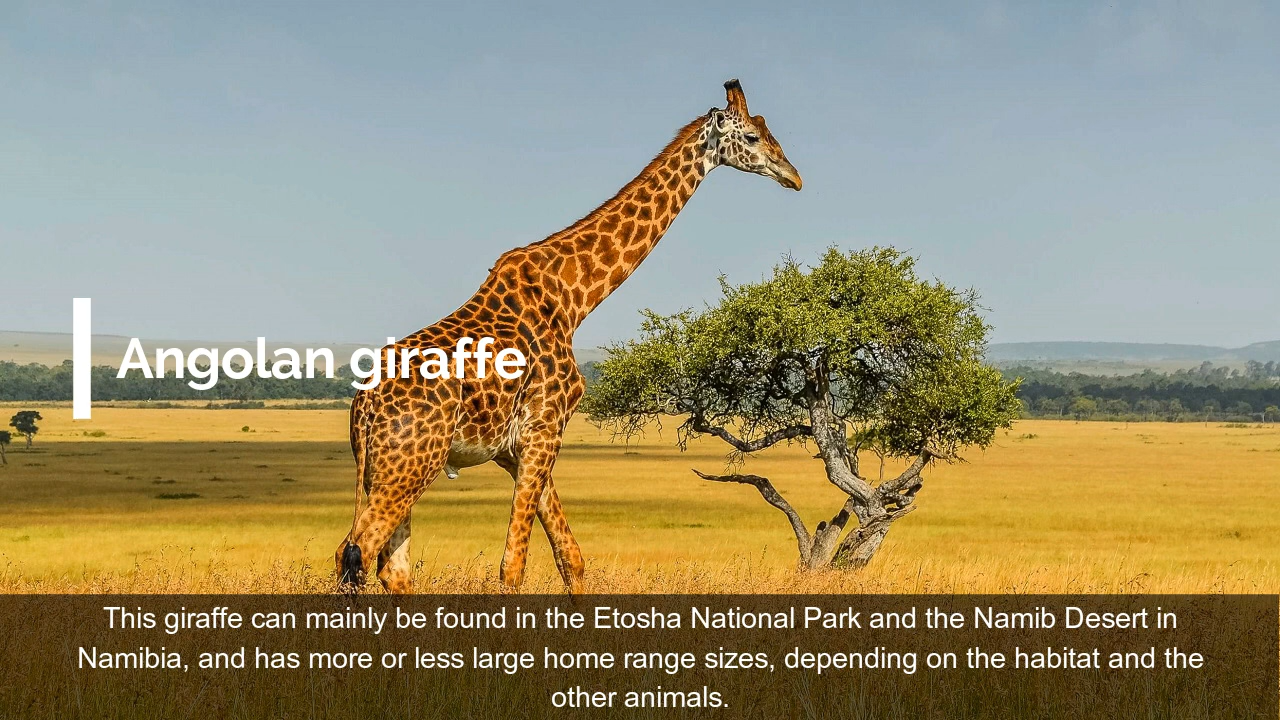 Angolan giraffe
This giraffe can mainly be found in the Etosha National Park and the Namib Desert in
Namibia, and has more or less large home range sizes, depending on the habitat and the
other animals.